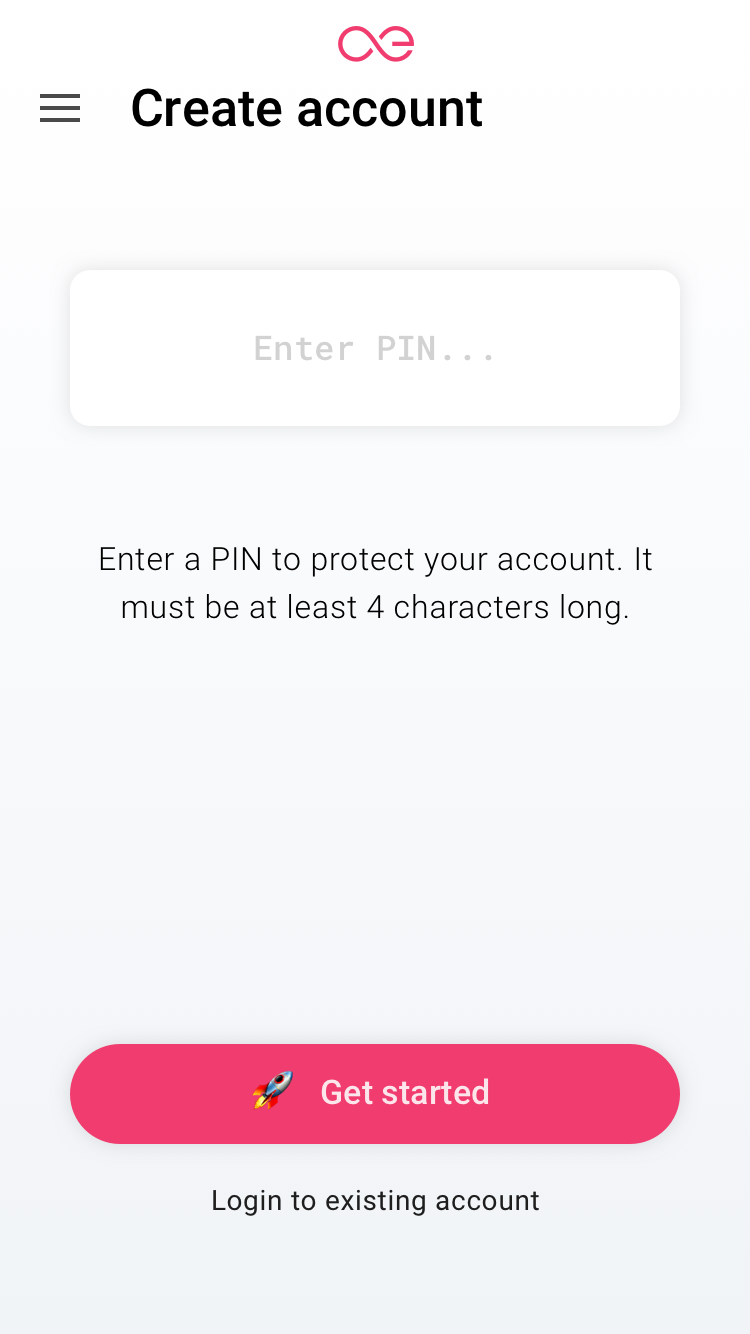 Create account
Enter PIN...
Enter a PIN to protect your account. It
must be at least 4 characters long.
Get started
Login to existing account